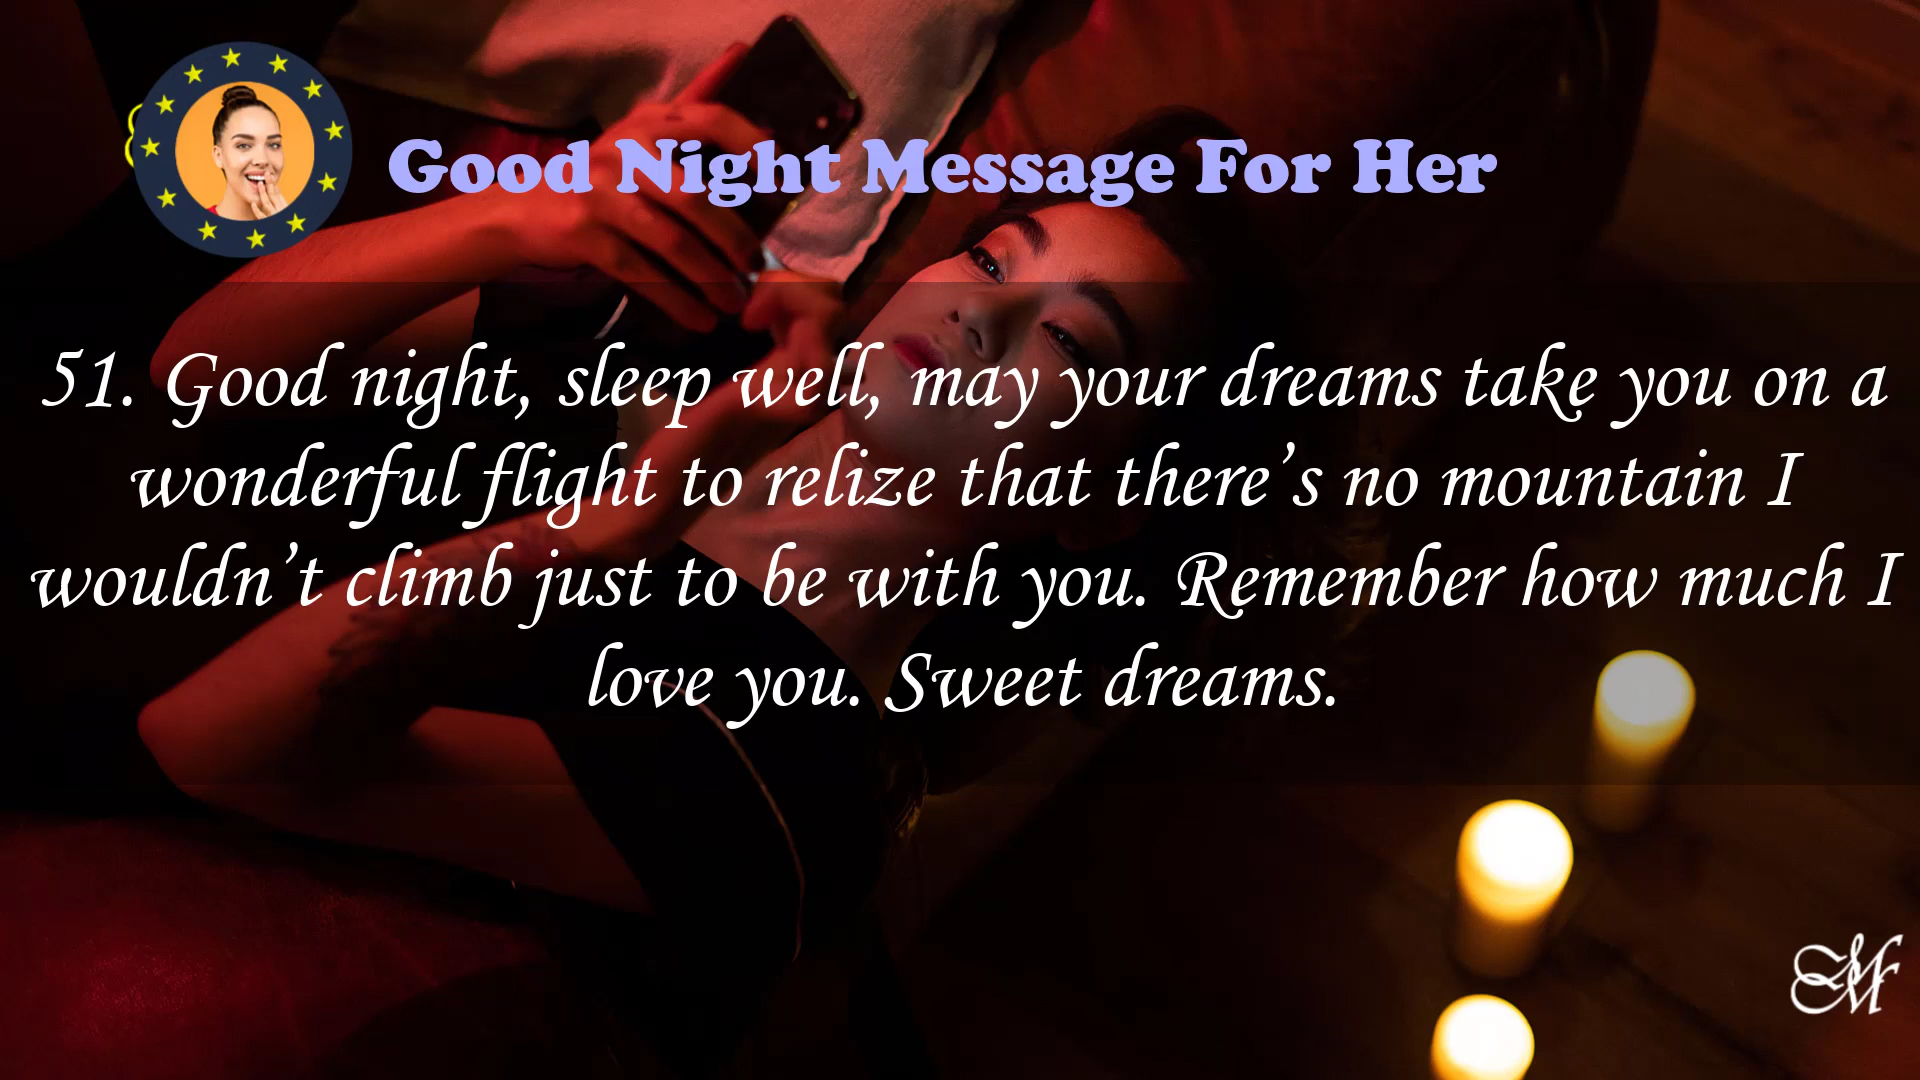 Good Night Message For Her
51. Good night, sleep well, may your dreams take you on a
wonderful flight to relize that there’s no mountain I
wouldn’t climb just to be with you. Remember how much I
love you. Sweet dreams.